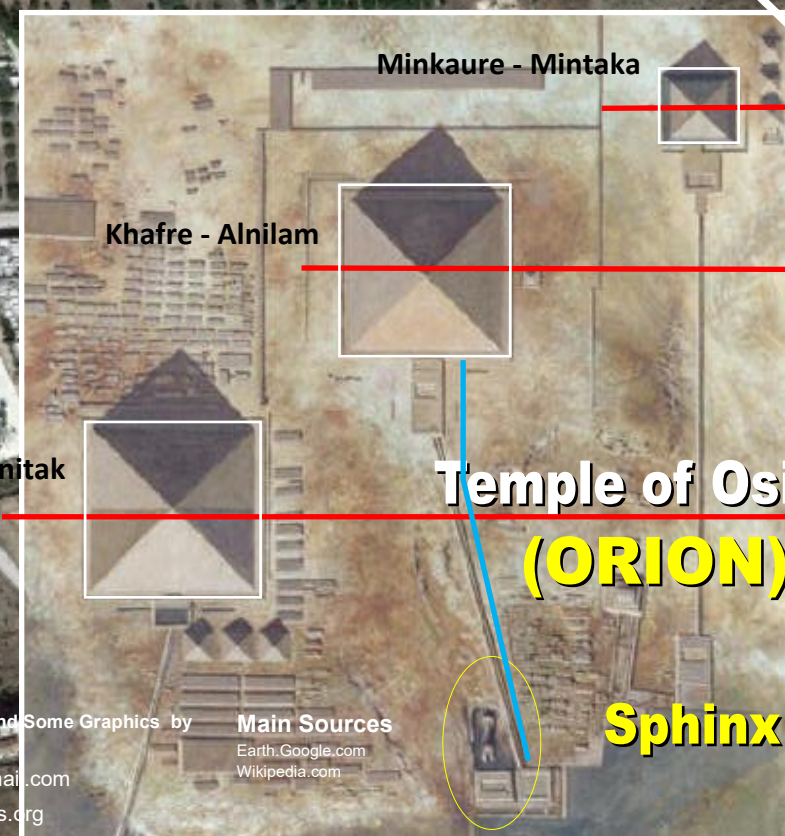 Minkaure - Mintaka
Khafre - Alnilam
nitak
Temple of Osi
(ORION)
Sphinx
nd Some Graphics by
Main Sources
Earth.Google.com
Wikipedia.com
mail.com
s.org